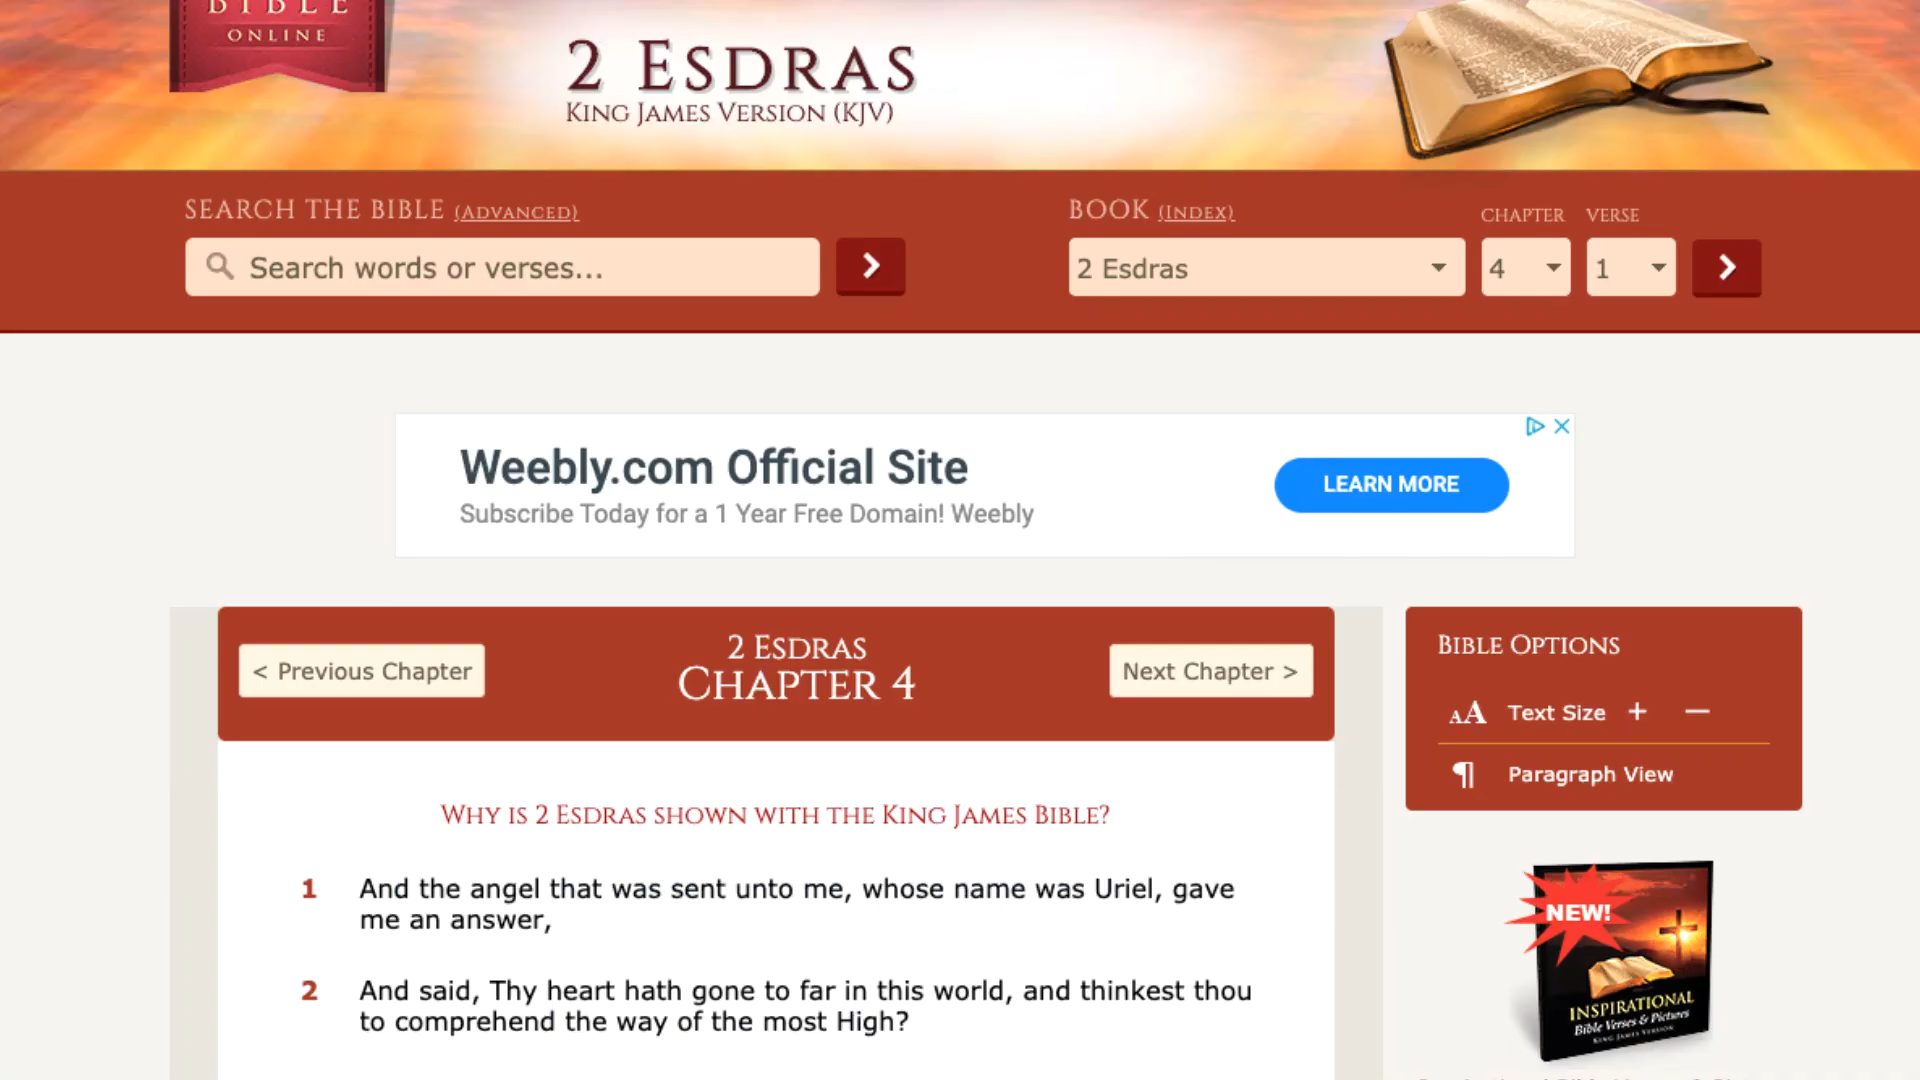 BIBLE
ONLINE
2 Esdras
King James Version (KJV)
SEARCH THE BIBLE (Advanced)
Search words or verses...
BOOK (Index)
CHAPTER VERSE
2 Esdras
4
1
Weebly.com Official Site
Subscribe Today for a 1 Year Free Domain! Weebly
LEARN MORE
< Previous Chapter
2 Esdras
Chapter 4
Next Chapter >
Bible Options
AA Text Size + −
¶ Paragraph View
Why is 2 Esdras shown with the King James Bible?
1 And the angel that was sent unto me, whose name was Uriel, gave
me an answer,
2 And said, Thy heart hath gone to far in this world, and thinkest thou
to comprehend the way of the most High?
NEW!
INSPIRATIONAL
Bible Verses & Pictures
King James Version